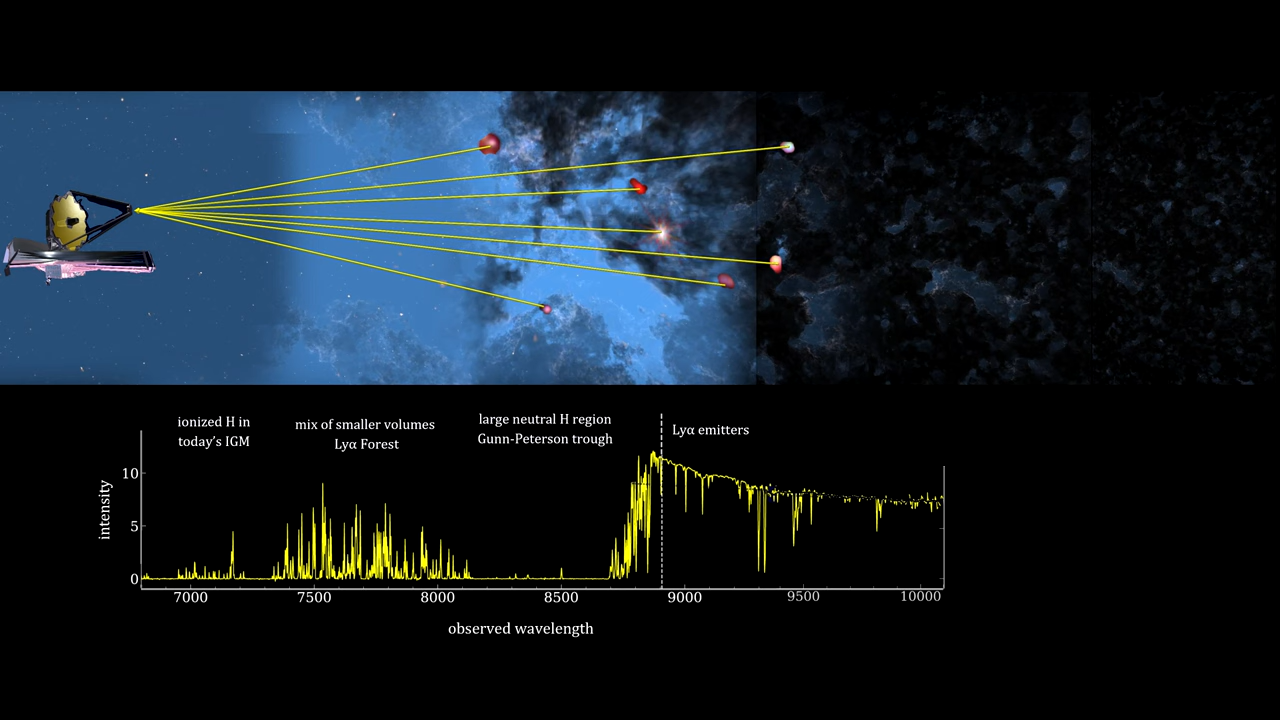 ionized H in
today's IGM
mix of smaller volumes
Lyα Forest
large neutral H region
Gunn-Peterson trough
Lyα emitters
intensity
10
5
0
7000
7500
8000
8500
9000
9500
10000
observed wavelength